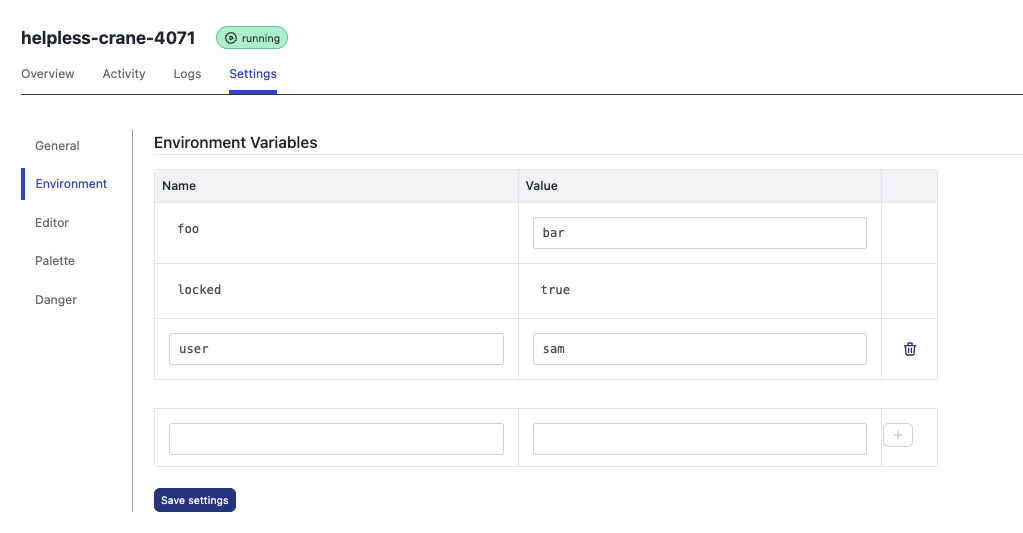 helpless-crane-4071 running
Overview Activity Logs Settings
General
Environment
Editor
Palette
Danger
Environment Variables
Name Value
foo bar
locked true
user sam
Save settings